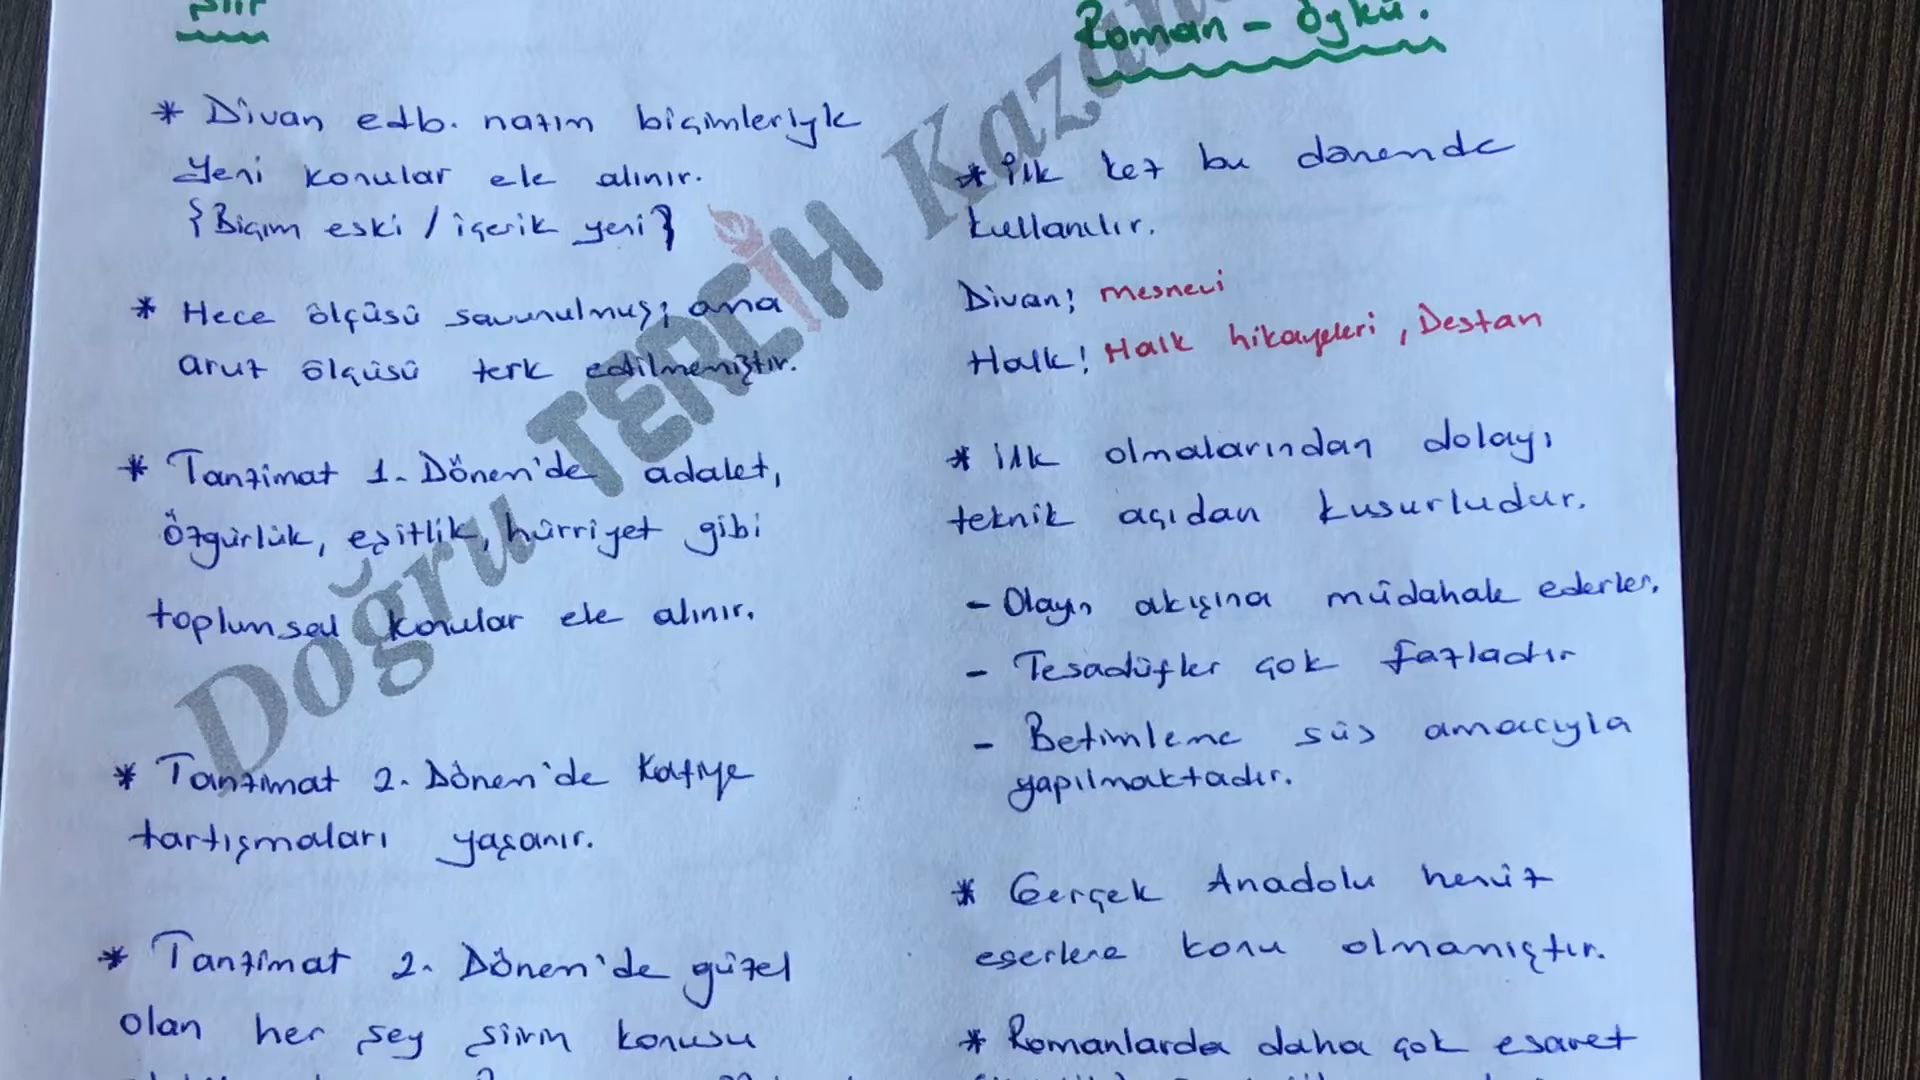 Şiir
* Divan edb. nazım biçimleriyle
Yeni konular ele alınır.
{Biçim eski / içerik yeni}
* Hece ölçüsü savunulmuş; ama
aruz ölçüsü terk edilmemiştir.
* Tanzimat 1. Dönem'de adalet,
özgürlük, eşitlik, hürriyet gibi
toplumsal konular ele alınır.
* Tanzimat 2. Dönem'de Kafiye
tartışmaları yaşanır.
* Tanzimat 2. Dönem'de güzel
olan her şey şiirin konusu
Roman - Öykü.
* İlk kez bu dönemde
kullanılır.
Divan; mesnevi
Halk; Halk hikayeleri, Destan
* İlk olmalarından dolayı
teknik açıdan kusurludur.
- Olayın akışına müdahale ederler.
- Tesadüfler çok fazladır
- Betimleme süs amacıyla
yapılmaktadır.
* Gerçek Anadolu henüz
eserlere konu olmamıştır.
* Romanlarda daha çok esaret
Doğru TERCİH Kazan